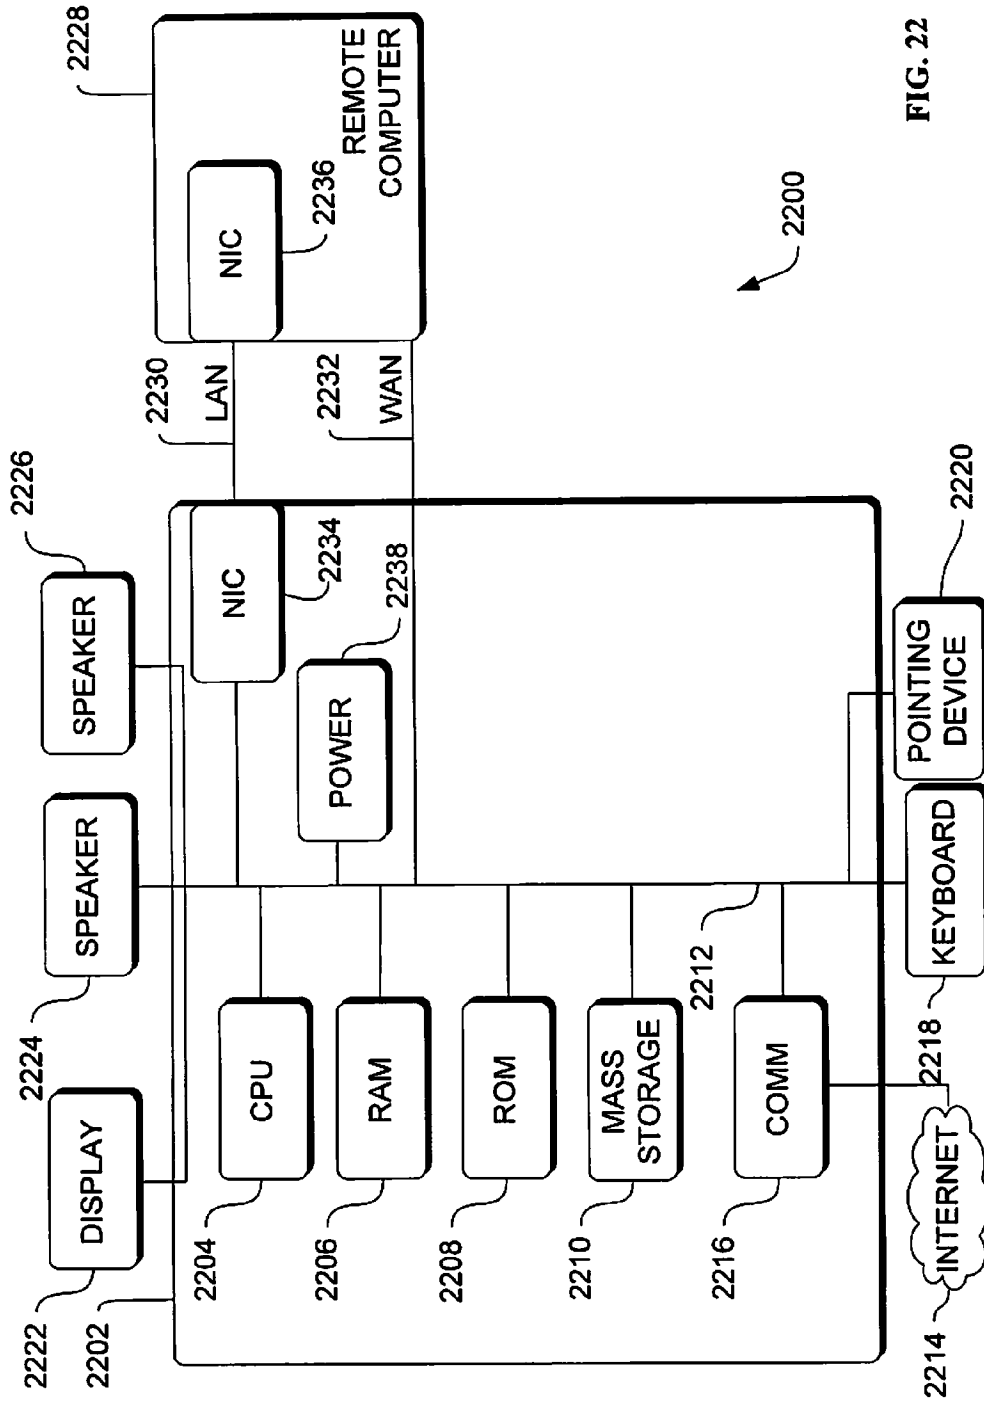 2222
DISPLAY
2224
SPEAKER
SPEAKER
2226
2202
2204
CPU
2206
RAM
2208
ROM
2210
MASS
STORAGE
2216
COMM
2212
NIC
2234
POWER
2238
2230
LAN
2232
WAN
2228
NIC
2236
REMOTE
COMPUTER
2214
INTERNET
2218
KEYBOARD
POINTING
DEVICE
2220
2200
FIG. 22